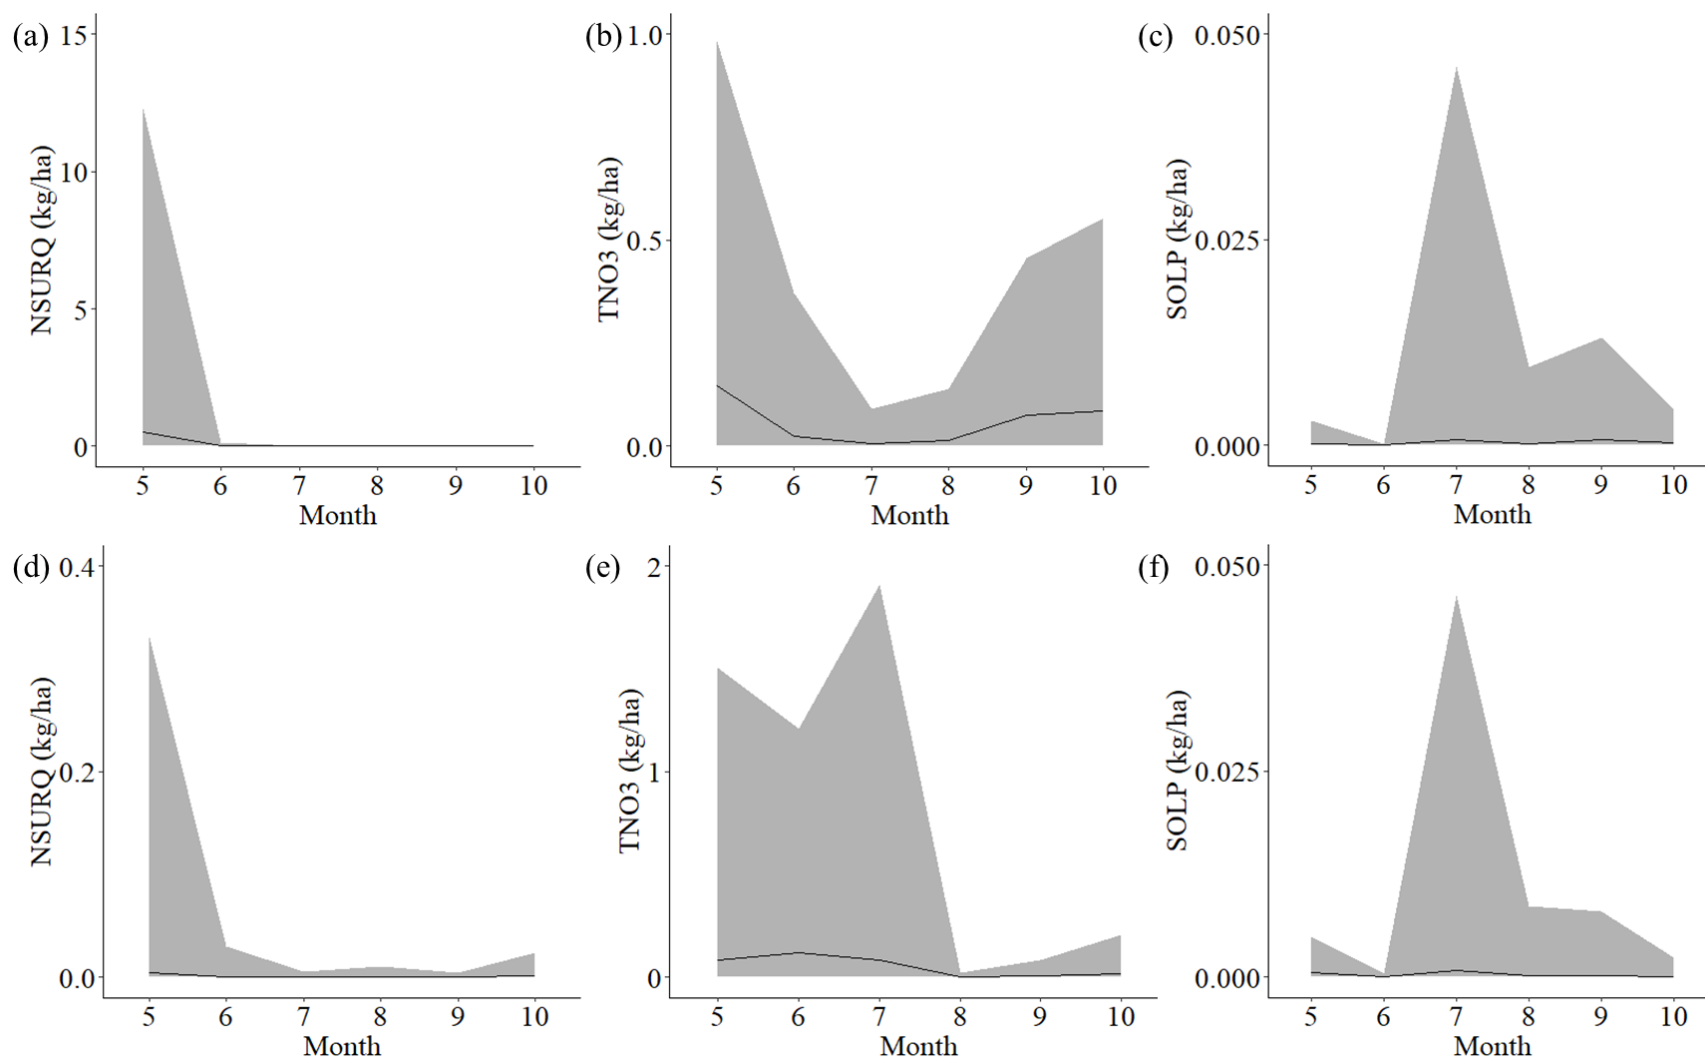 (a)
NSURQ (kg/ha)
15
10
5
0
5 6 7 8 9 10
Month
(b)
TNO3 (kg/ha)
1.0
0.5
0.0
5 6 7 8 9 10
Month
(c)
SOLP (kg/ha)
0.050
0.025
0.000
5 6 7 8 9 10
Month
(d)
NSURQ (kg/ha)
0.4
0.2
0.0
5 6 7 8 9 10
Month
(e)
TNO3 (kg/ha)
2
1
0
5 6 7 8 9 10
Month
(f)
SOLP (kg/ha)
0.050
0.025
0.000
5 6 7 8 9 10
Month